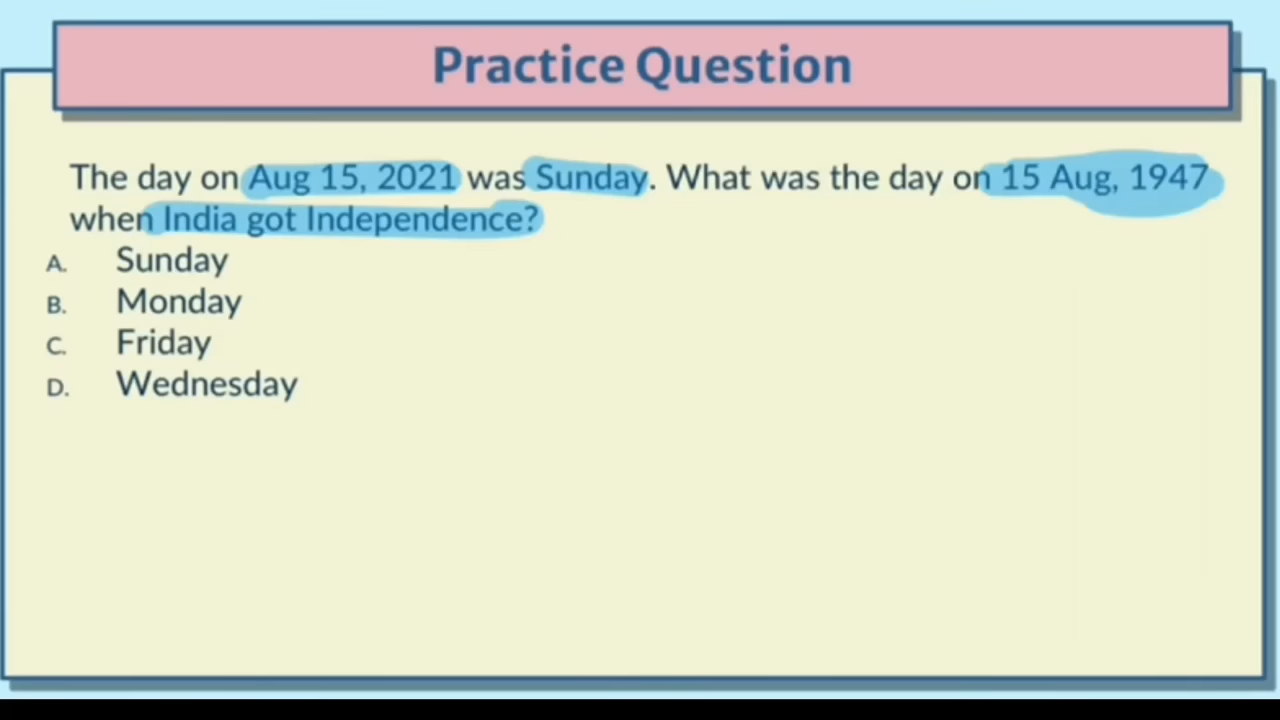 Practice Question
The day on Aug 15, 2021 was Sunday. What was the day on 15 Aug, 1947
when India got Independence?
A. Sunday
B. Monday
C. Friday
D. Wednesday